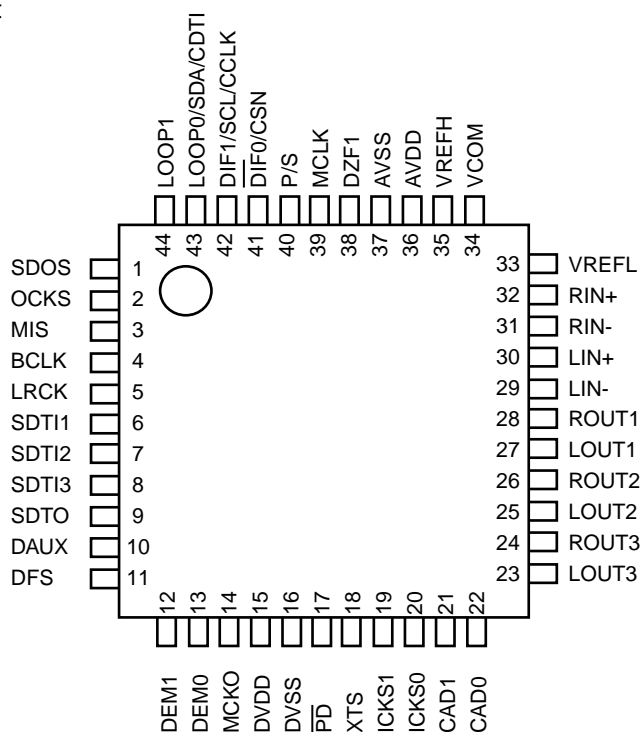 LOOP1
LOOP0/SDA/CDTI
DIF1/SCL/CCLK
DIF0/CSN
P/S
MCLK
DZF1
AVSS
AVDD
VREFH
VCOM
44
43
42
41
40
39
38
37
36
35
34
SDOS 1
OCKS 2
MIS 3
BCLK 4
LRCK 5
SDTI1 6
SDTI2 7
SDTI3 8
SDTO 9
DAUX 10
DFS 11
33 VREFL
32 RIN+
31 RIN-
30 LIN+
29 LIN-
28 ROUT1
27 LOUT1
26 ROUT2
25 LOUT2
24 ROUT3
23 LOUT3
12
13
14
15
16
17
18
19
20
21
22
DEM1
DEM0
MCKO
DVDD
DVSS
PD
XTS
ICKS1
ICKS0
CAD1
CAD0